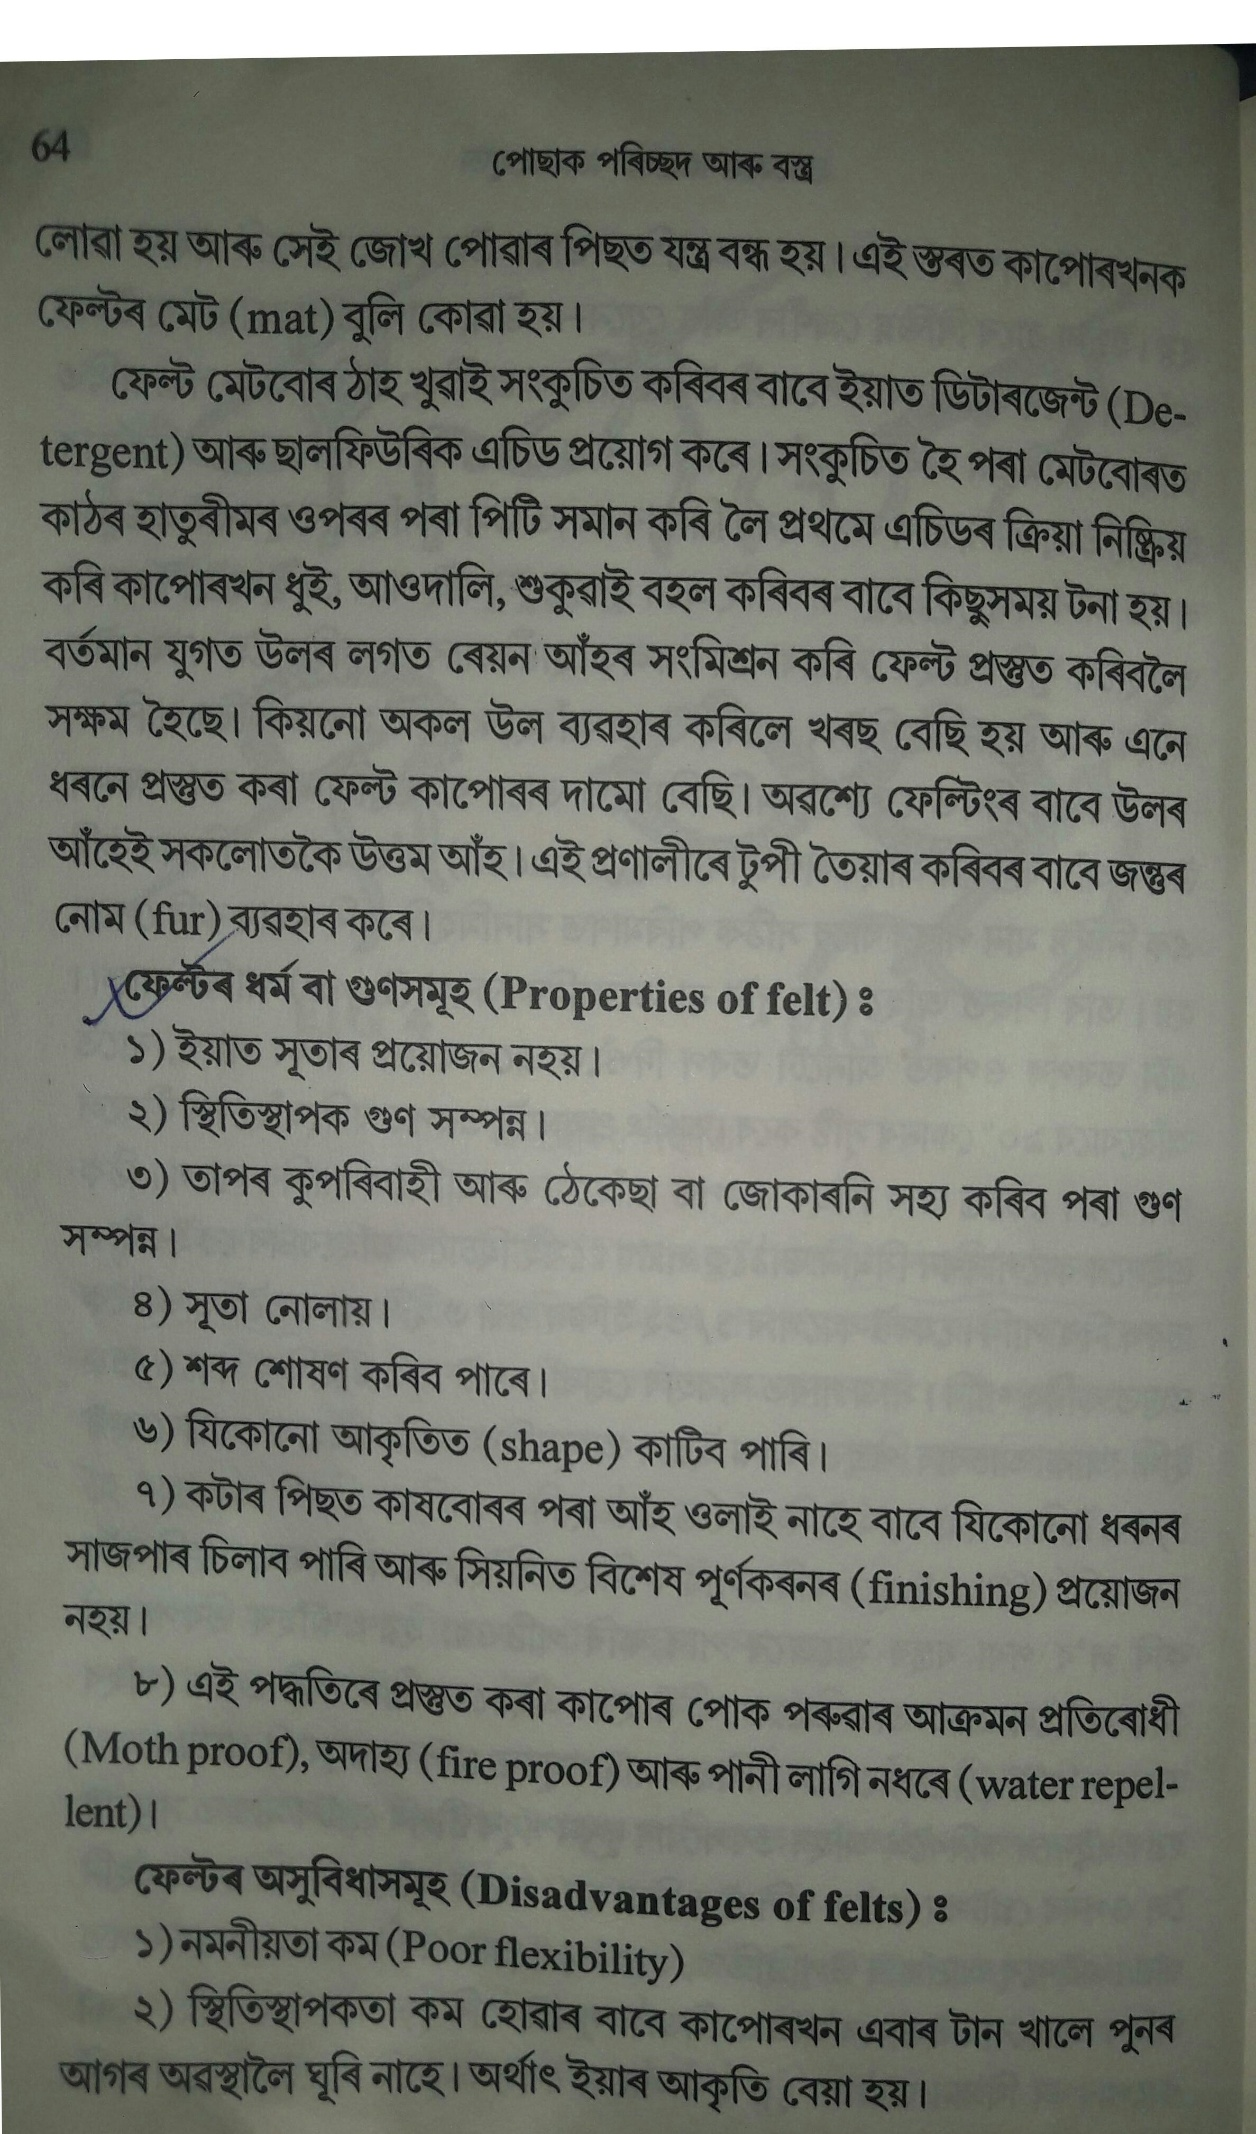 64
পোছাক পৰিচ্ছদ আৰু বস্ত্ৰ
লোৱা হয় আৰু সেই জোখ পোৱাৰ পিছত যন্ত্ৰ বন্ধ হয়। এই স্তৰত কাপোৰখনক
ফেল্টৰ মেট (mat) বুলি কোৱা হয়।
ফেল্ট মেটবোৰ ঠাহ খুৱাই সংকুচিত কৰিবৰ বাবে ইয়াত ডিটাৰজেন্ট (De-
tergent) আৰু ছালফিউৰিক এচিড প্ৰয়োগ কৰে। সংকুচিত হৈ পৰা মেটবোৰত
কাঠৰ হাতুৰীমৰ ওপৰৰ পৰা পিটি সমান কৰি লৈ প্ৰথমে এচিডৰ ক্ৰিয়া নিষ্ক্ৰিয়
কৰি কাপোৰখন ধুই, আওদালি, শুকুৱাই বহল কৰিবৰ বাবে কিছুসময় টনা হয়।
বৰ্তমান যুগত উলৰ লগত ৰেয়ন আঁহৰ সংমিশ্ৰন কৰি ফেল্ট প্ৰস্তুত কৰিবলৈ
সক্ষম হৈছে। কিয়নো অকল উল ব্যৱহাৰ কৰিলে খৰছ বেছি হয় আৰু এনে
ধৰনে প্ৰস্তুত কৰা ফেল্ট কাপোৰৰ দামো বেছি। অৱশ্যে ফেল্টিংৰ বাবে উলৰ
আঁহেই সকলোতকৈ উত্তম আঁহ। এই প্ৰণালীৰে টুপী তৈয়াৰ কৰিবৰ বাবে জন্তুৰ
নোম (fur) ব্যৱহাৰ কৰে।
ফেল্টৰ ধৰ্ম বা গুণসমূহ (Properties of felt) ঃ
১) ইয়াত সূতাৰ প্ৰয়োজন নহয়।
২) স্থিতিস্থাপক গুণ সম্পন্ন।
৩) তাপৰ কুপৰিবাহী আৰু ঠেকেছা বা জোকাৰনি সহ্য কৰিব পৰা গুণ
সম্পন্ন।
৪) সূতা নোলায়।
৫) শব্দ শোষণ কৰিব পাৰে।
৬) যিকোনো আকৃতিত (shape) কাটিব পাৰি।
৭) কটাৰ পিছত কাষবোৰৰ পৰা আঁহ ওলাই নাহে বাবে যিকোনো ধৰনৰ
সাজপাৰ চিলাব পাৰি আৰু সিয়নিত বিশেষ পূৰ্ণকৰনৰ (finishing) প্ৰয়োজন
নহয়।
৮) এই পদ্ধতিৰে প্ৰস্তুত কৰা কাপোৰ পোক পৰুৱাৰ আক্ৰমন প্ৰতিৰোধী
(Moth proof), অদাহ্য (fire proof) আৰু পানী লাগি নধৰে (water repel-
lent)।
ফেল্টৰ অসুবিধাসমূহ (Disadvantages of felts) ঃ
১) নমনীয়তা কম (Poor flexibility)
২) স্থিতিস্থাপকতা কম হোৱাৰ বাবে কাপোৰখন এবাৰ টান খালে পুনৰ
আগৰ অৱস্থালৈ ঘূৰি নাহে। অৰ্থাৎ ইয়াৰ আকৃতি বেয়া হয়।